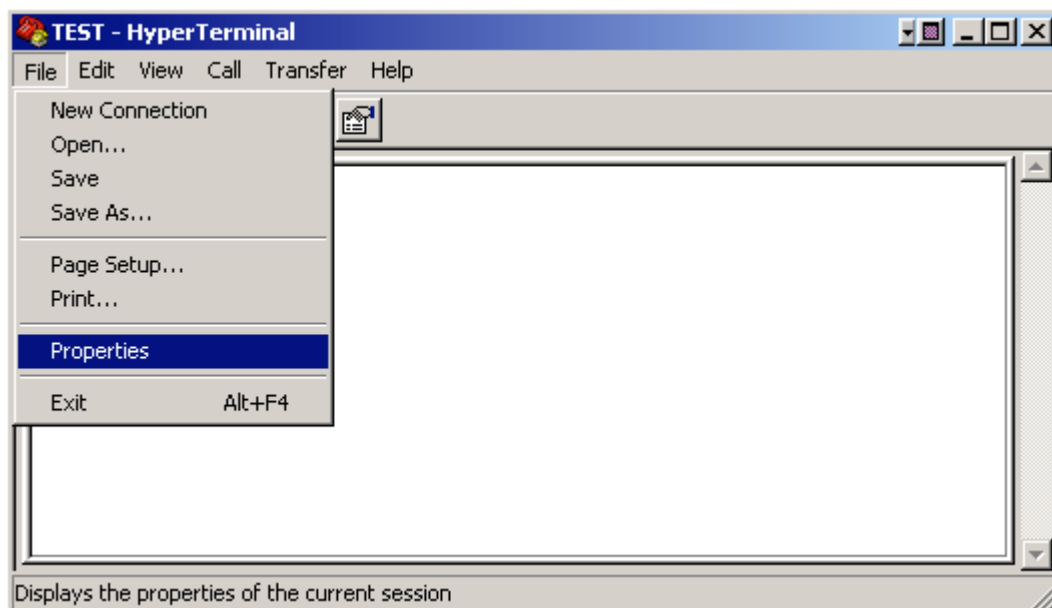 TEST - HyperTerminal
File Edit View Call Transfer Help
New Connection
Open...
Save
Save As...
Page Setup...
Print...
Properties
Exit Alt+F4
Displays the properties of the current session